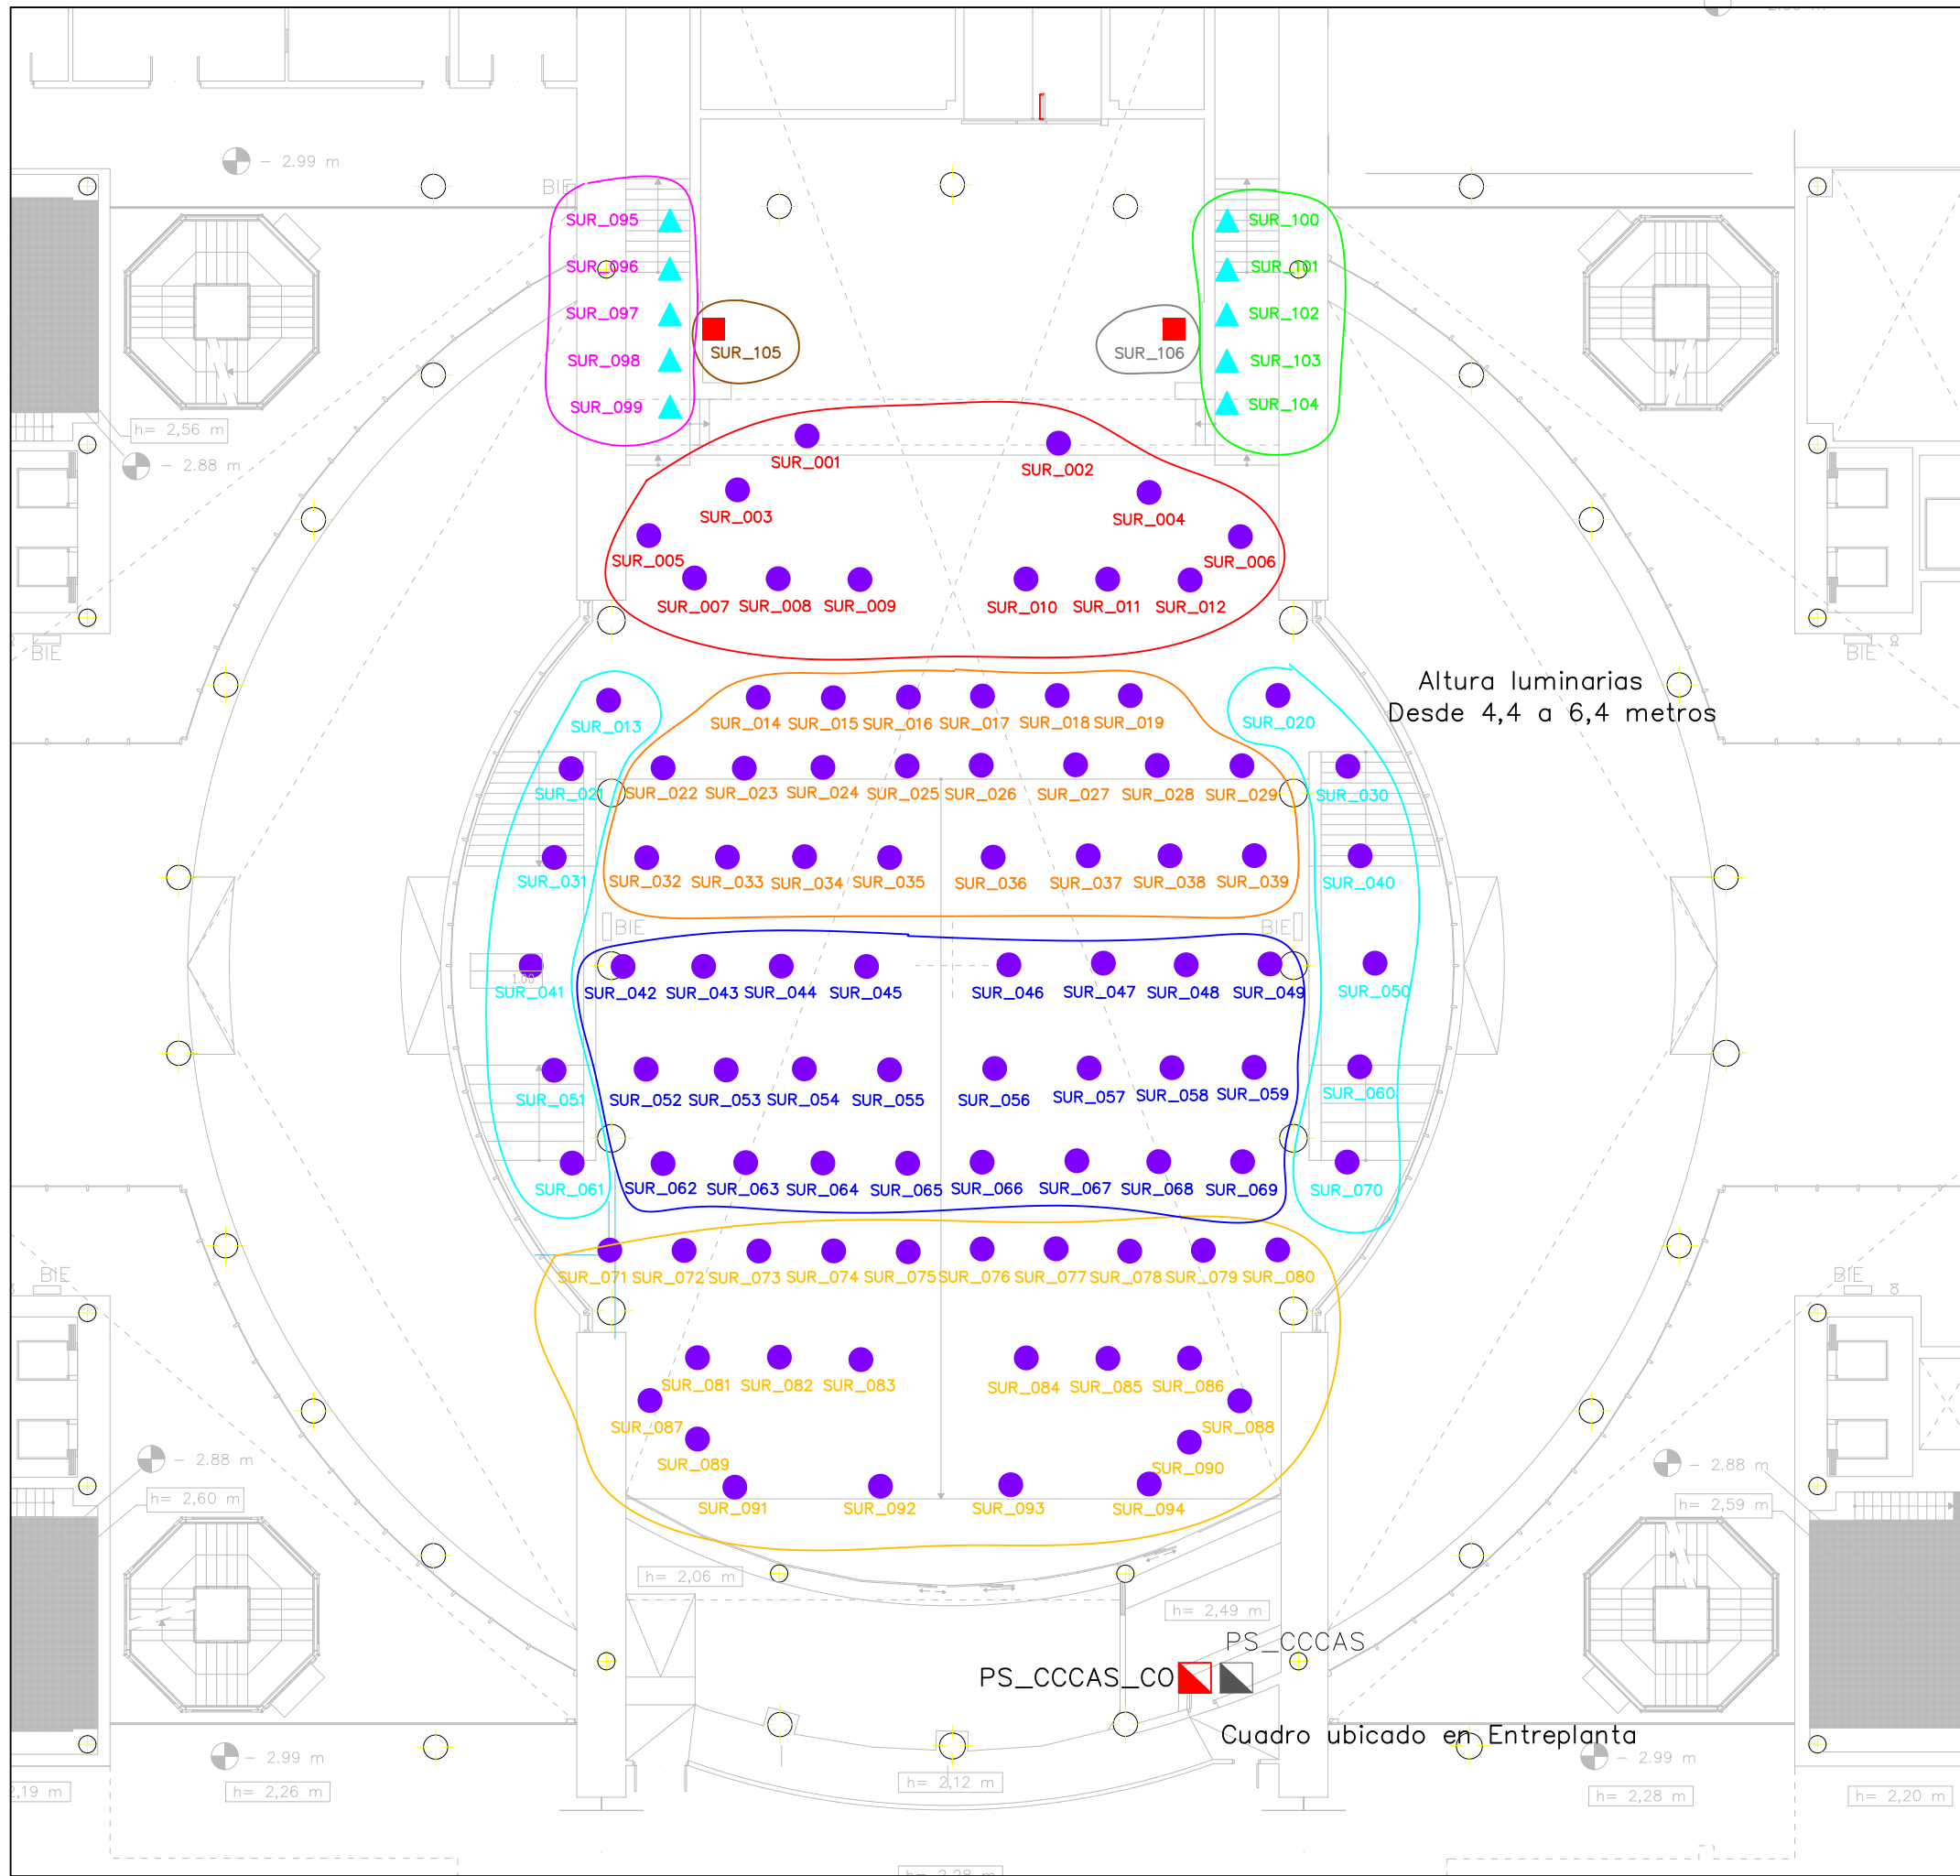 - 2.99 m
BIE
SUR_095
SUR_100
SUR_096
SUR_101
SUR_097
SUR_102
SUR_105
SUR_106
SUR_098
SUR_103
SUR_099
SUR_104
h= 2,56 m
- 2.88 m
SUR_001
SUR_002
SUR_003
SUR_004
SUR_005
SUR_006
SUR_007 SUR_008 SUR_009 SUR_010 SUR_011 SUR_012
BIE
BIE
Altura luminarias
Desde 4,4 a 6,4 metros
SUR_013 SUR_014 SUR_015 SUR_016 SUR_017 SUR_018 SUR_019 SUR_020
SUR_021 SUR_022 SUR_023 SUR_024 SUR_025 SUR_026 SUR_027 SUR_028 SUR_029 SUR_030
SUR_031 SUR_032 SUR_033 SUR_034 SUR_035 SUR_036 SUR_037 SUR_038 SUR_039 SUR_040
BIE
BIE
1.00
SUR_041 SUR_042 SUR_043 SUR_044 SUR_045 SUR_046 SUR_047 SUR_048 SUR_049 SUR_050
SUR_051 SUR_052 SUR_053 SUR_054 SUR_055 SUR_056 SUR_057 SUR_058 SUR_059 SUR_060
SUR_061 SUR_062 SUR_063 SUR_064 SUR_065 SUR_066 SUR_067 SUR_068 SUR_069 SUR_070
BIE
BIE
SUR_071 SUR_072 SUR_073 SUR_074 SUR_075 SUR_076 SUR_077 SUR_078 SUR_079 SUR_080
SUR_081 SUR_082 SUR_083 SUR_084 SUR_085 SUR_086
SUR_087
SUR_088
SUR_089
SUR_090
- 2.88 m
- 2.88 m
h= 2,60 m
h= 2,59 m
SUR_091 SUR_092 SUR_093 SUR_094
h= 2,06 m
h= 2,49 m
PS_CCCAS
PS_CCCAS_CO
Cuadro ubicado en Entreplanta
- 2.99 m
- 2.99 m
2,19 m
h= 2,26 m
h= 2,12 m
h= 2,28 m
h= 2,20 m